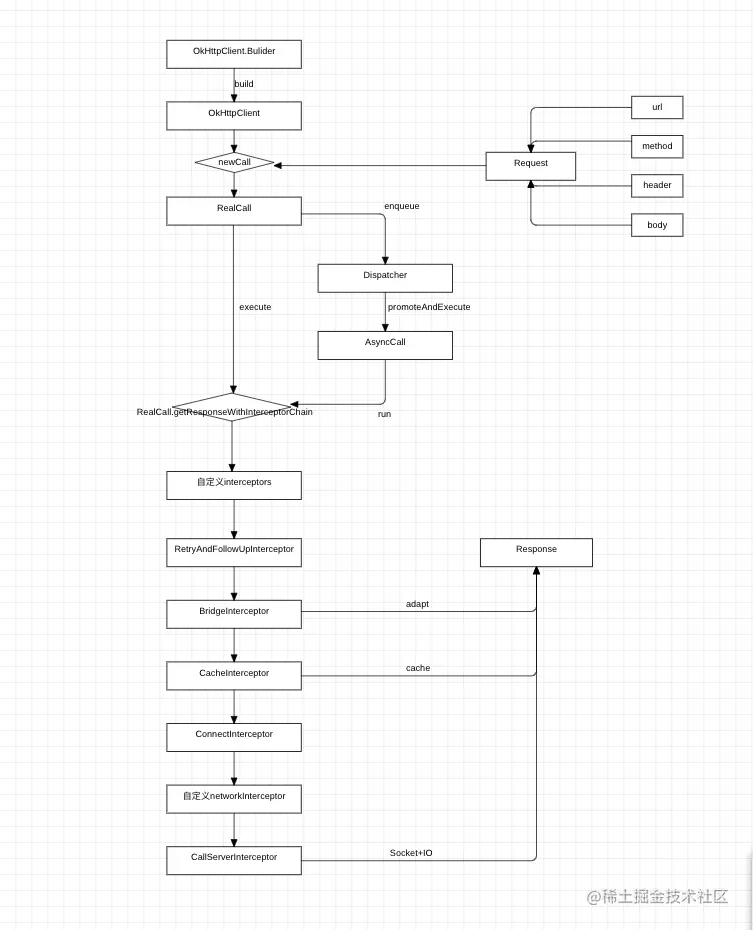 OkHttpClient.Bulider
build
OkHttpClient
newCall
RealCall
url
method
header
body
Request
enqueue
Dispatcher
promoteAndExecute
AsyncCall
run
execute
RealCall.getResponseWithInterceptorChain
自定义interceptors
RetryAndFollowUpInterceptor
Response
BridgeInterceptor
adapt
CacheInterceptor
cache
ConnectInterceptor
自定义networkInterceptor
CallServerInterceptor
Socket+IO
@稀土掘金技术社区